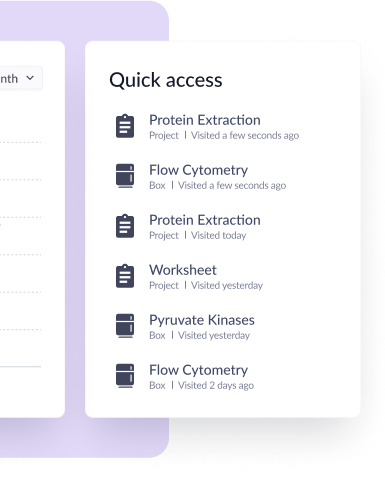 nth
Quick access
Protein Extraction
Project | Visited a few seconds ago
Flow Cytometry
Box | Visited a few seconds ago
Protein Extraction
Project | Visited today
Worksheet
Project | Visited yesterday
Pyruvate Kinases
Box | Visited yesterday
Flow Cytometry
Box | Visited 2 days ago